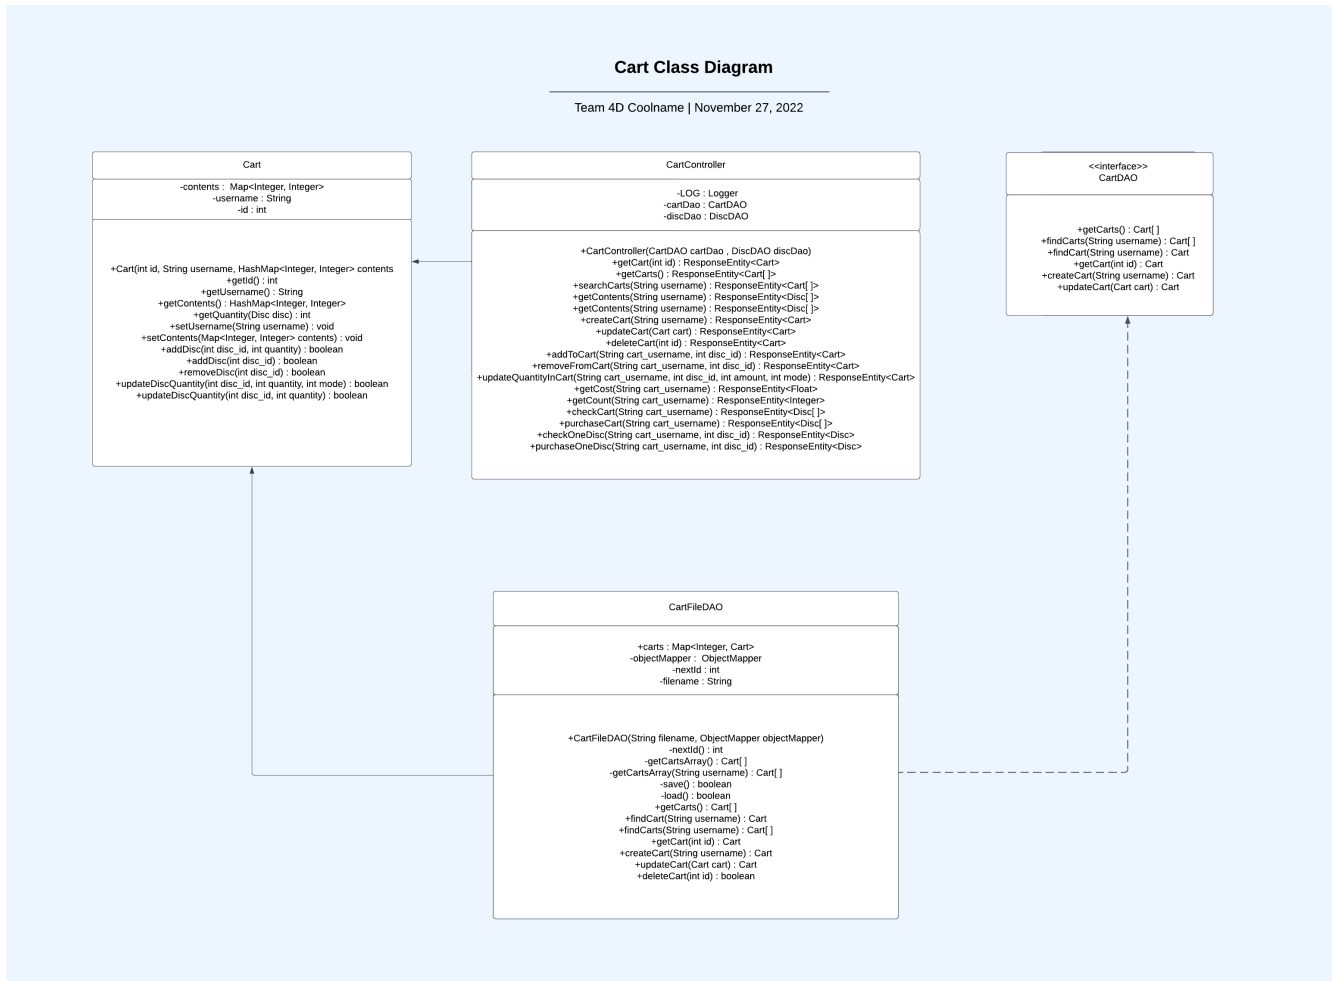 Cart Class Diagram
Team 4D Coolname | November 27, 2022
Cart
-contents :  Map<Integer, Integer>
-username : String
-id : int
+Cart(int id, String username, HashMap<Integer, Integer> contents
+getId() : int
+getUsername() : String
+getContents() : HashMap<Integer, Integer>
+getQuantity(Disc disc) : int
+setUsername(String username) : void
+setContents(Map<Integer, Integer> contents) : void
+addDisc(int disc_id, int quantity) : boolean
+addDisc(int disc_id) : boolean
+removeDisc(int disc_id) : boolean
+updateDiscQuantity(int disc_id, int quantity, int mode) : boolean
+updateDiscQuantity(int disc_id, int quantity) : boolean
CartController
-LOG : Logger
-cartDao : CartDAO
-discDao : DiscDAO
+CartController(CartDAO cartDao , DiscDAO discDao)
+getCart(int id) : ResponseEntity<Cart>
+getCarts() : ResponseEntity<Cart[ ]>
+searchCarts(String username) : ResponseEntity<Cart[ ]>
+getContents(String username) : ResponseEntity<Disc[ ]>
+getContents(String username) : ResponseEntity<Disc[ ]>
+createCart(String username) : ResponseEntity<Cart>
+updateCart(Cart cart) : ResponseEntity<Cart>
+deleteCart(int id) : ResponseEntity<Cart>
+addToCart(String cart_username, int disc_id) : ResponseEntity<Cart>
+removeFromCart(String cart_username, int disc_id) : ResponseEntity<Cart>
+updateQuantityInCart(String cart_username, int disc_id, int amount, int mode) : ResponseEntity<Cart>
+getCost(String cart_username) : ResponseEntity<Float>
+getCount(String cart_username) : ResponseEntity<Integer>
+checkCart(String cart_username) : ResponseEntity<Disc[ ]>
+purchaseCart(String cart_username) : ResponseEntity<Disc[ ]>
+checkOneDisc(String cart_username, int disc_id) : ResponseEntity<Disc>
+purchaseOneDisc(String cart_username, int disc_id) : ResponseEntity<Disc>
<<interface>>
CartDAO
+getCarts() : Cart[ ]
+findCarts(String username) : Cart[ ]
+findCart(String username) : Cart
+getCart(int id) : Cart
+createCart(String username) : Cart
+updateCart(Cart cart) : Cart
CartFileDAO
+carts : Map<Integer, Cart>
-objectMapper :  ObjectMapper
-nextId : int
-filename : String
+CartFileDAO(String filename, ObjectMapper objectMapper)
-nextId() : int
-getCartsArray() : Cart[ ]
-getCartsArray(String username) : Cart[ ]
-save() : boolean
-load() : boolean
+getCarts() : Cart[ ]
+findCart(String username) : Cart
+findCarts(String username) : Cart[ ]
+getCart(int id) : Cart
+createCart(String username) : Cart
+updateCart(Cart cart) : Cart
+deleteCart(int id) : boolean